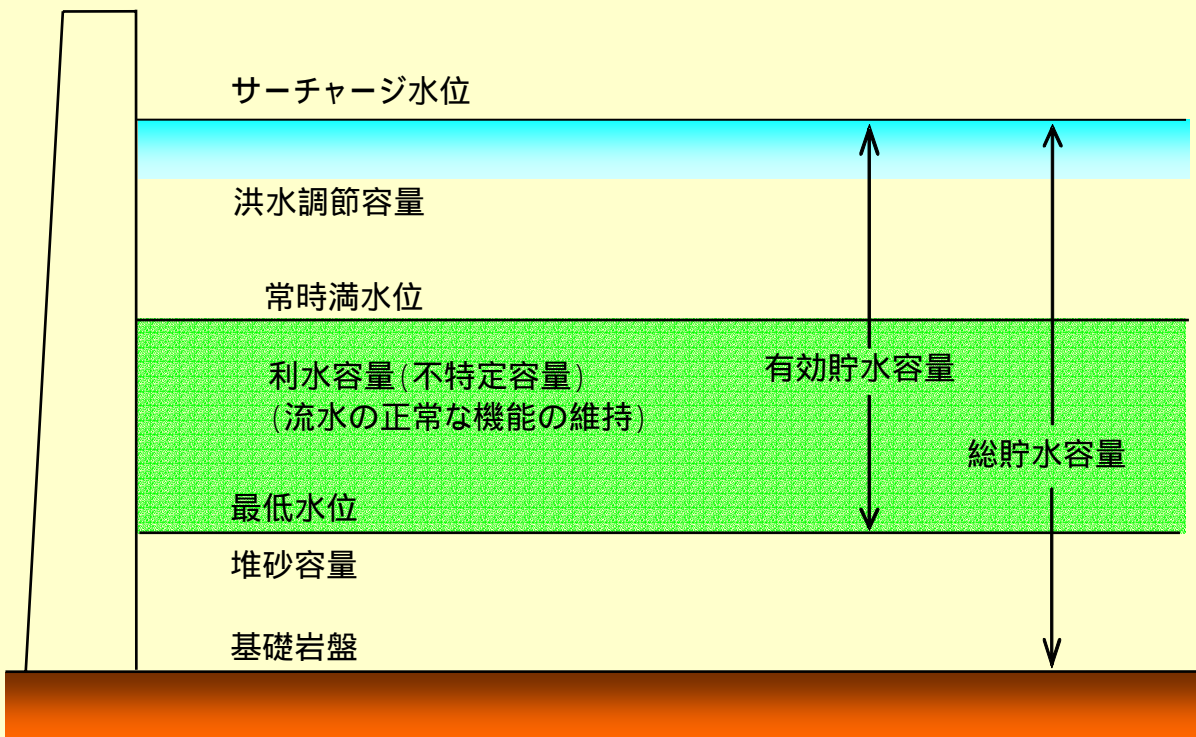 サーチャージ水位
洪水調節容量
常時満水位
有効貯水容量
利水容量(不特定容量)
(流水の正常な機能の維持)
総貯水容量
最低水位
堆砂容量
基礎岩盤